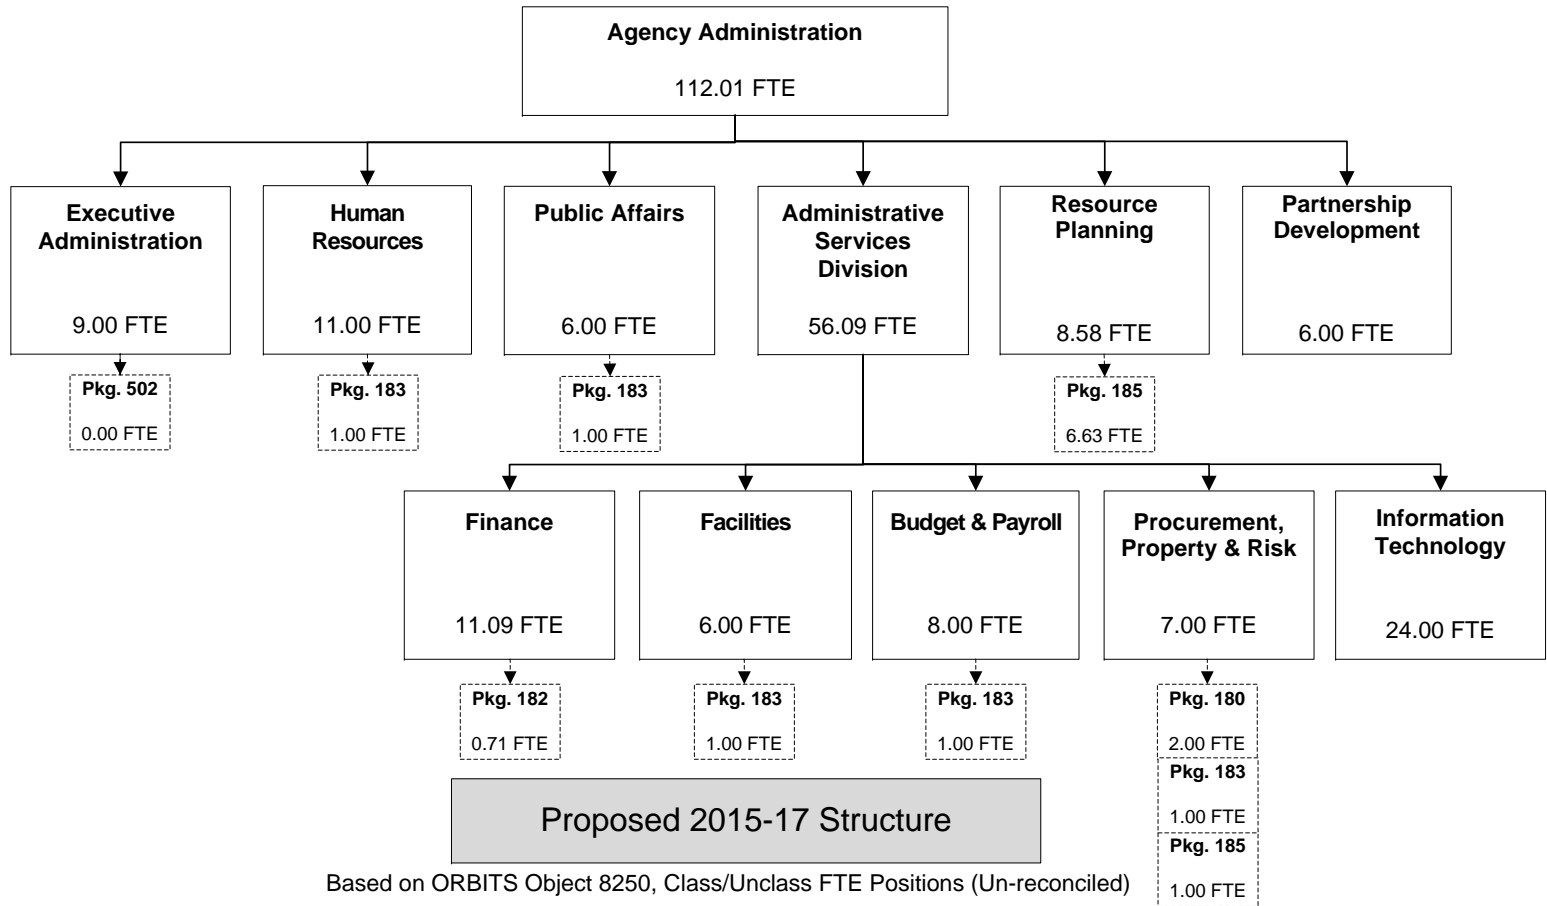 Agency Administration
112.01 FTE
Executive
Administration
9.00 FTE
Human
Resources
11.00 FTE
Public Affairs
6.00 FTE
Administrative
Services
Division
56.09 FTE
Resource
Planning
8.58 FTE
Partnership
Development
6.00 FTE
Pkg. 502
0.00 FTE
Pkg. 183
1.00 FTE
Pkg. 183
1.00 FTE
Pkg. 185
6.63 FTE
Finance
11.09 FTE
Facilities
6.00 FTE
Budget & Payroll
8.00 FTE
Procurement,
Property & Risk
7.00 FTE
Information
Technology
24.00 FTE
Pkg. 182
0.71 FTE
Pkg. 183
1.00 FTE
Pkg. 183
1.00 FTE
Pkg. 180
2.00 FTE
Pkg. 183
1.00 FTE
Pkg. 185
1.00 FTE
Proposed 2015-17 Structure
Based on ORBITS Object 8250, Class/Unclass FTE Positions (Un-reconciled)